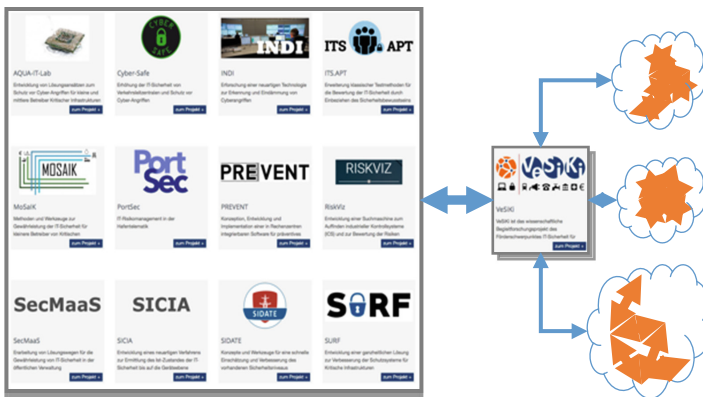 CYBER
SAFE
INDI
ITS APT
AQUA-IT-Lab
Entwicklung von Lösungsansätzen zum
Schutz vor Cyber-Angriffen für kleine und
mittlere Betreiber Kritischer Infrastrukturen
zum Projekt »
Cyber-Safe
Erhöhung der IT-Sicherheit von
Verkehrsleitzentralen und Schutz vor
Cyber-Angriffen
zum Projekt »
INDI
Erforschung einer neuartigen Technologie
zur Erkennung und Eindämmung von
Cyberangriffen
zum Projekt »
ITS.APT
Erweiterung klassischer Testmethoden für
die Bewertung der IT-Sicherheit durch
Einbeziehen des Sicherheitsbewusstseins
zum Projekt »
MOSAIK
Port
Sec
PREVENT
RISKVIZ
MoSaIK
Methoden und Werkzeuge zur
Gewährleistung der IT-Sicherheit für
kleinere Betreiber von Kritischen
zum Projekt »
PortSec
IT-Risikomanagement in der
Hafentelematik
zum Projekt »
PREVENT
Konzeption, Entwicklung und
Implementation einer in Rechenzentren
integrierbaren Software für präventives
zum Projekt »
RiskViz
Entwicklung einer Suchmaschine zum
Auffinden industrieller Kontrollsysteme
(ICS) und zur Bewertung der Risiken
zum Projekt »
SecMaaS
SICIA
SIDATE
SURF
SecMaaS
Erarbeitung von Lösungswegen für die
Gewährleistung von IT-Sicherheit in der
öffentlichen Verwaltung
zum Projekt »
SICIA
Entwicklung eines neuartigen Verfahrens
zur Ermittlung des Ist-Zustandes der IT-
Sicherheit bis auf die Geräteebene
zum Projekt »
SIDATE
Konzepte und Werkzeuge für eine schnelle
Einschätzung und Verbesserung des
vorhandenen Sicherheitsniveaus
zum Projekt »
SURF
Entwicklung einer ganzheitlichen Lösung
zur Verbesserung der Schutzsysteme für
Kritische Infrastrukturen
zum Projekt »
VeSiKi
VeSiKi
VeSiKi ist das wissenschaftliche
Begleitforschungsprojekt des
Förderschwerpunktes IT-Sicherheit für
zum Projekt »